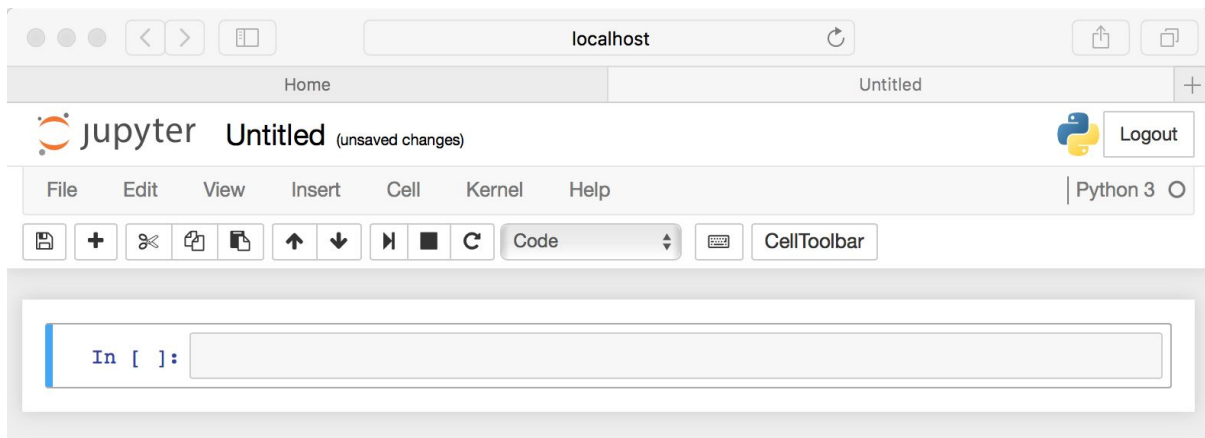 localhost
Home Untitled
jupyter Untitled (unsaved changes) Logout
File Edit View Insert Cell Kernel Help Python 3
Code CellToolbar
In [ ]: